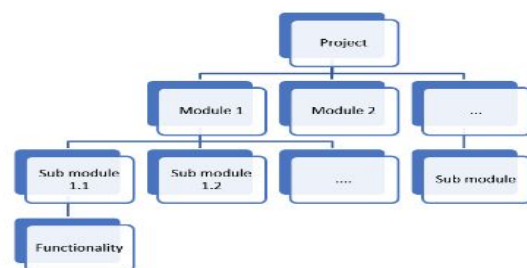 Project
Module 1
Module 2
...
Sub module
1.1
Sub module
1.2
....
Sub module
Functionality